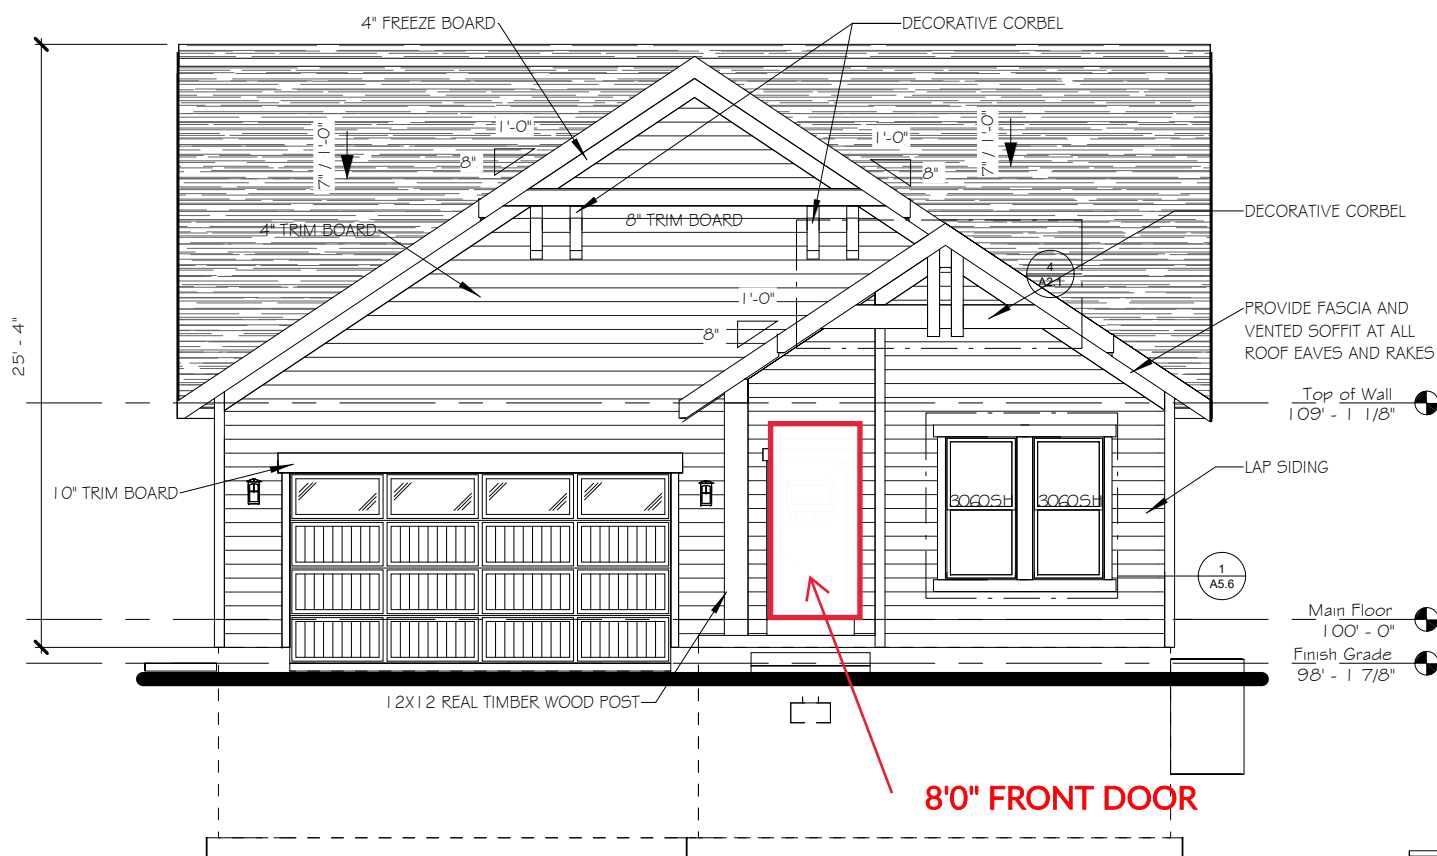 4" FREEZE BOARD
DECORATIVE CORBEL
1'-0"
8"
7" / 1'-0"
1'-0"
8"
7" / 1'-0"
4" TRIM BOARD
8" TRIM BOARD
DECORATIVE CORBEL
4
A2.1
1'-0"
8"
PROVIDE FASCIA AND
VENTED SOFFIT AT ALL
ROOF EAVES AND RAKES
25' - 4"
Top of Wall
109' - 1 1/8"
LAP SIDING
10" TRIM BOARD
3060SH
3060SH
1
A5.6
Main Floor
100' - 0"
Finish Grade
98' - 1 7/8"
12X12 REAL TIMBER WOOD POST
8'0" FRONT DOOR